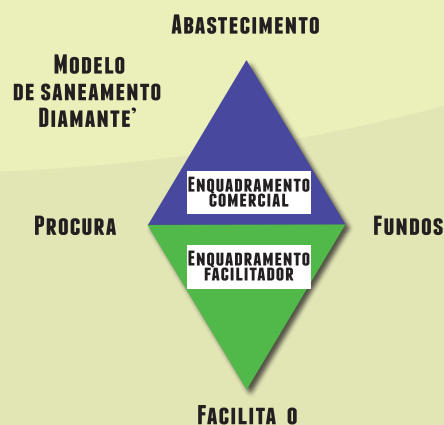 ABASTECIMENTO
MODELO
DE SANEAMENTO
DIAMANTE’
ENQUADRAMENTO
COMERCIAL
PROCURA
FUNDOS
ENQUADRAMENTO
FACILITADOR
FACILITA O